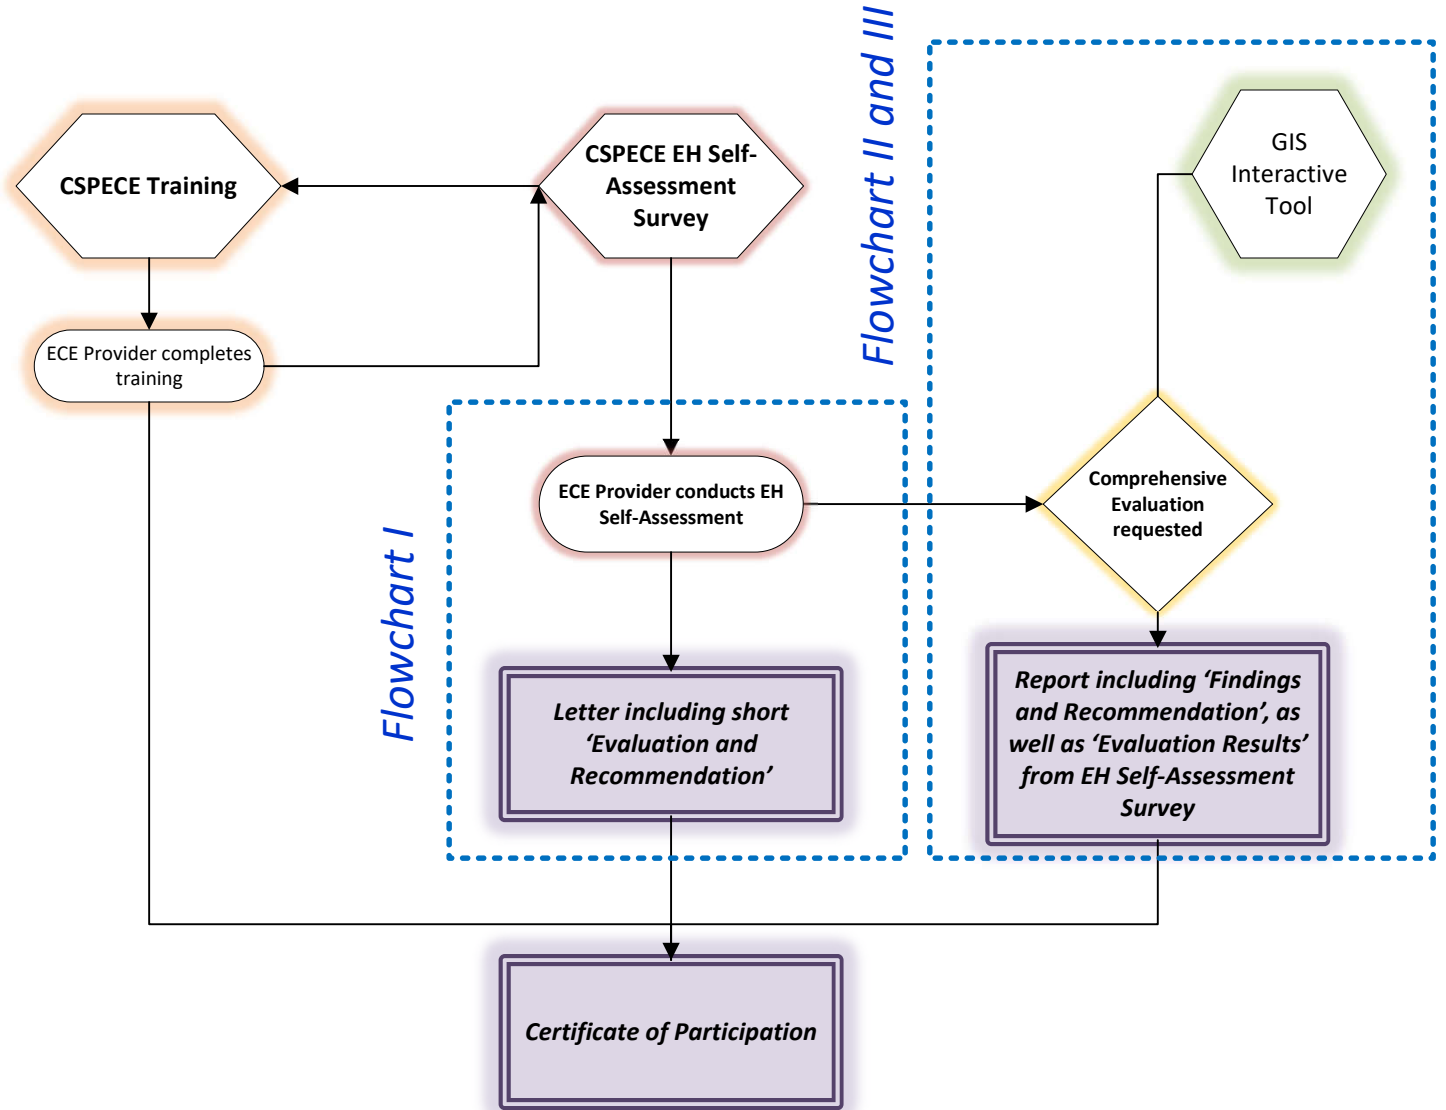 Flowchart II and III
CSPECE Training
CSPECE EH Self-
Assessment
Survey
GIS
Interactive
Tool
ECE Provider completes
training
Flowchart I
ECE Provider conducts EH
Self-Assessment
Comprehensive
Evaluation
requested
Letter including short
‘Evaluation and
Recommendation’
Report including ‘Findings
and Recommendation’, as
well as ‘Evaluation Results’
from EH Self-Assessment
Survey
Certificate of Participation